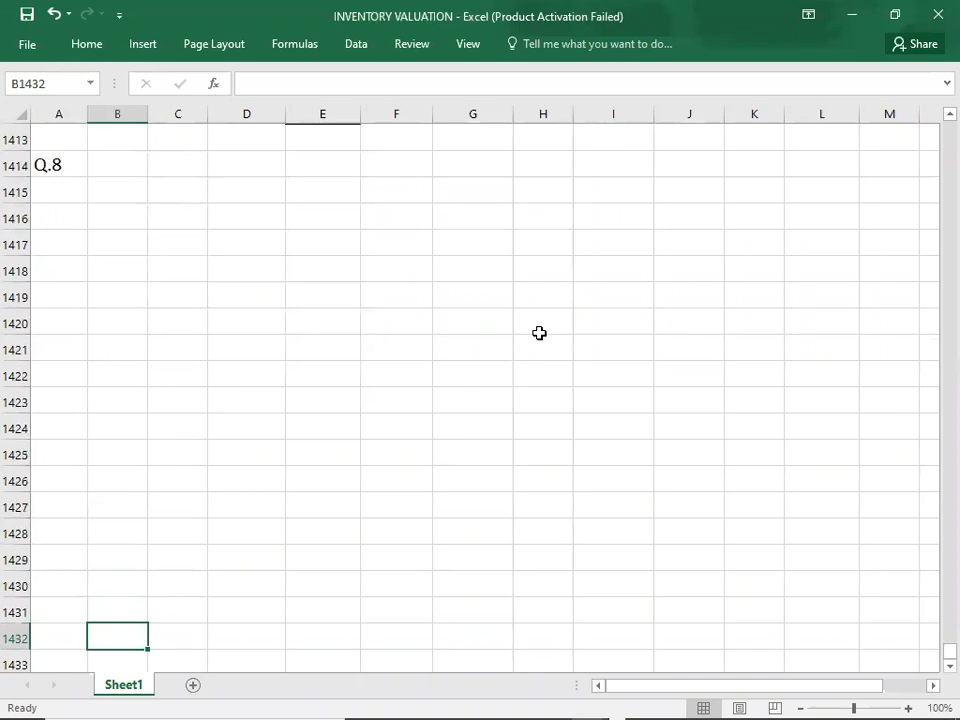 INVENTORY VALUATION - Excel (Product Activation Failed)
File Home Insert Page Layout Formulas Data Review View Tell me what you want to do... Share
B1432 fx
A B C D E F G H I J K L M
1413
1414 Q.8
1415
1416
1417
1418
1419
1420
1421
1422
1423
1424
1425
1426
1427
1428
1429
1430
1431
1432
1433
Sheet1
Ready 100%